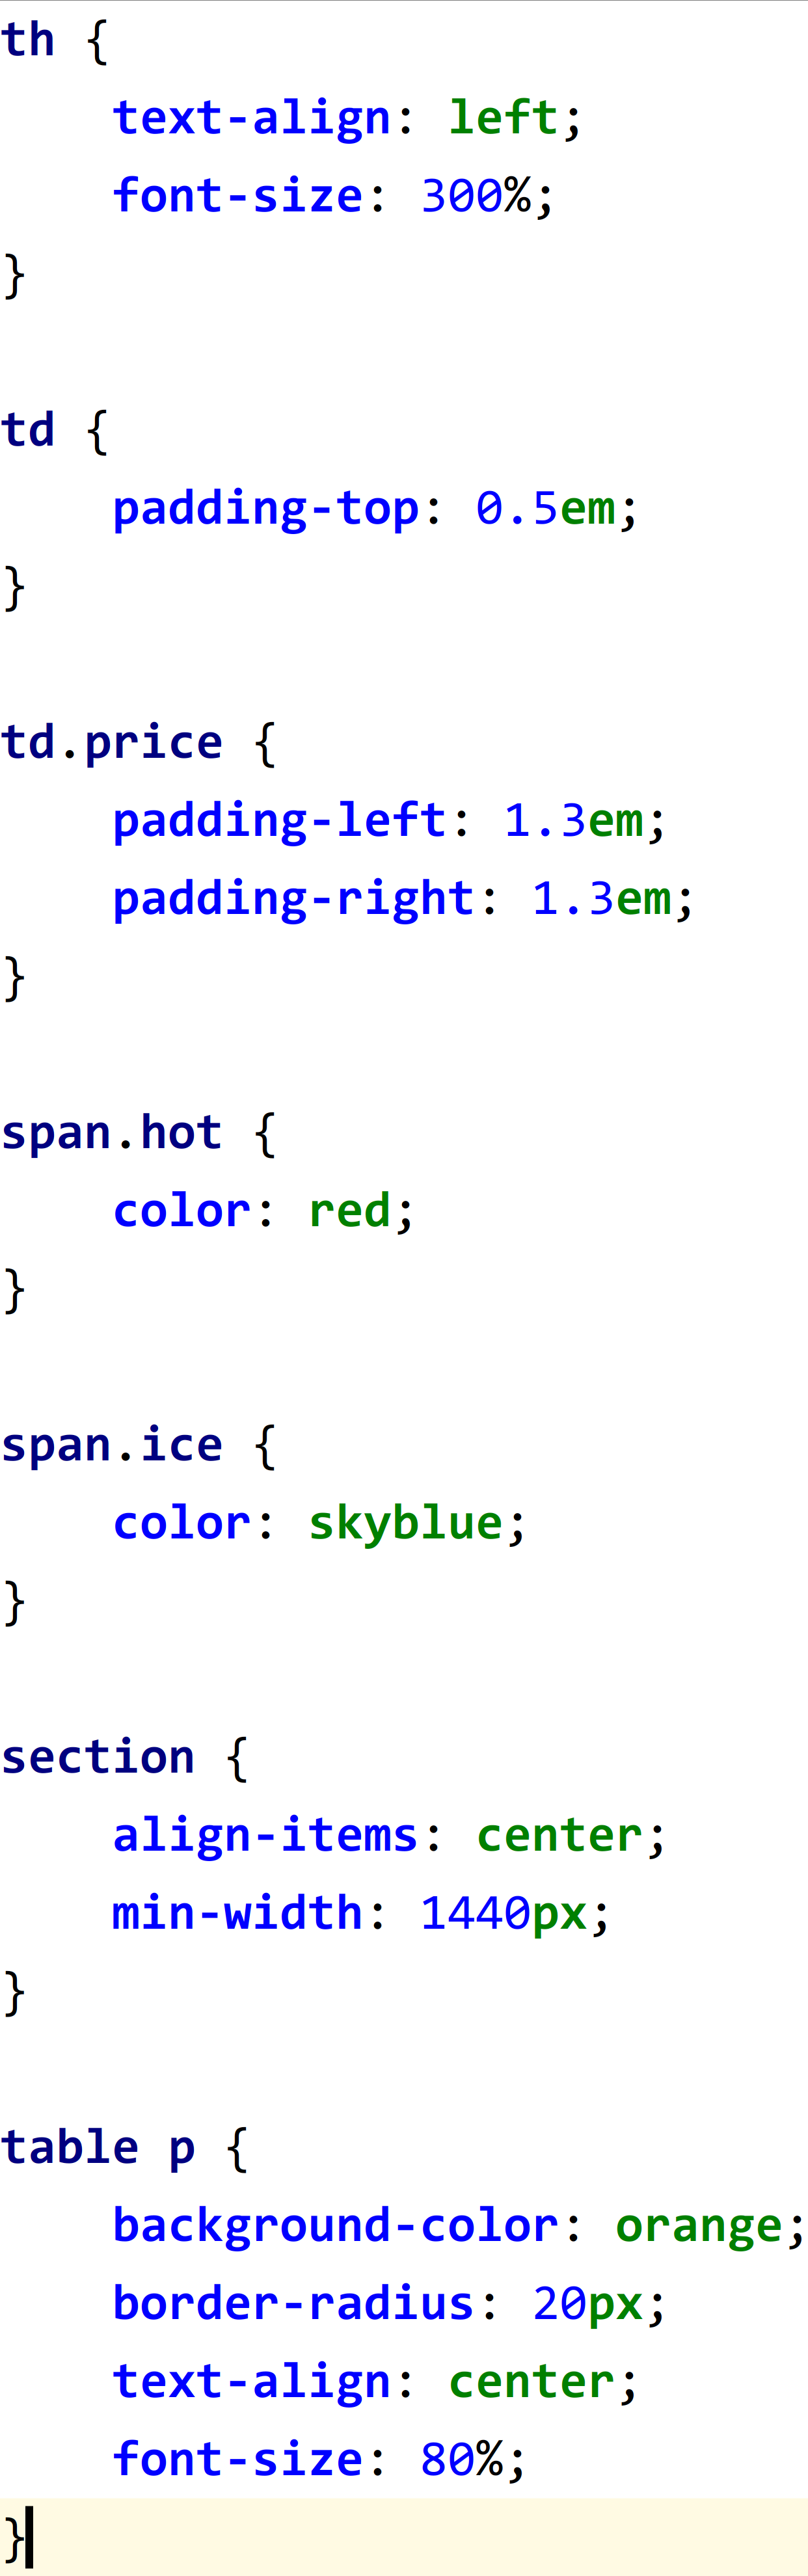 th {
    text-align: left;
    font-size: 300%;
}

td {
    padding-top: 0.5em;
}

td.price {
    padding-left: 1.3em;
    padding-right: 1.3em;
}

span.hot {
    color: red;
}

span.ice {
    color: skyblue;
}

section {
    align-items: center;
    min-width: 1440px;
}

table p {
    background-color: orange;
    border-radius: 20px;
    text-align: center;
    font-size: 80%;
}